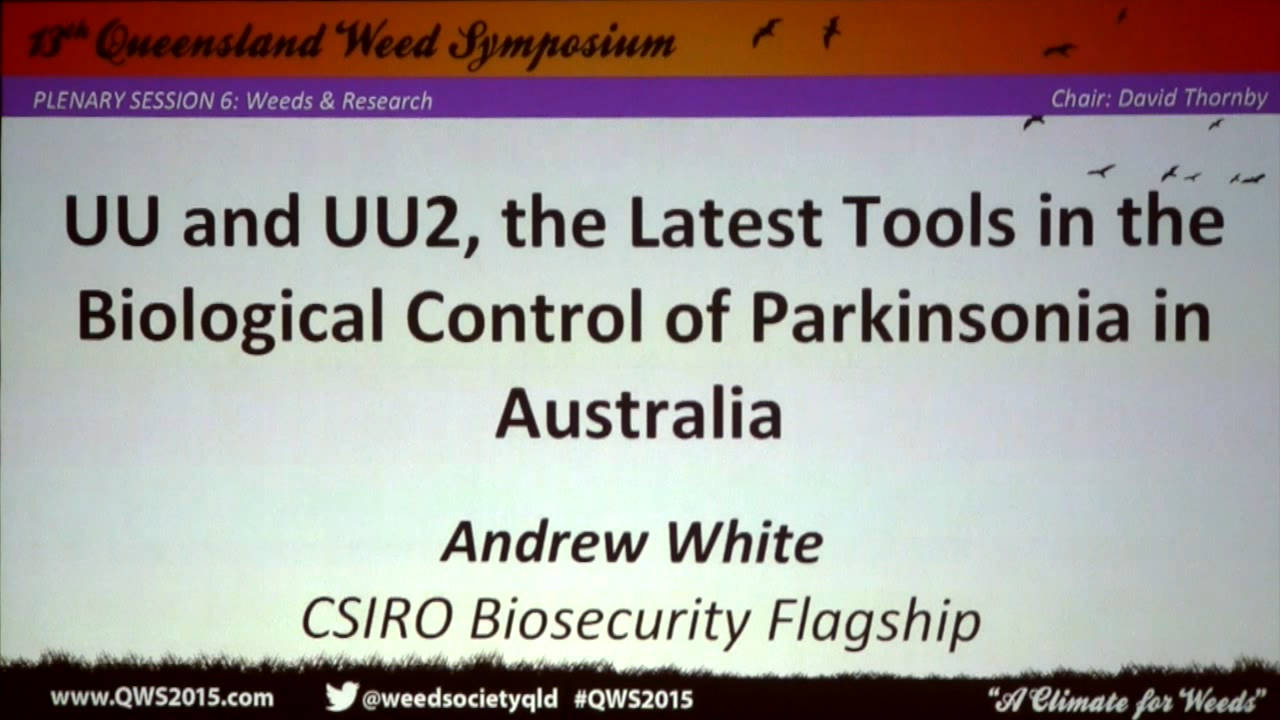 13th Queensland Weed Symposium
PLENARY SESSION 6: Weeds & Research
Chair: David Thornby
UU and UU2, the Latest Tools in the
Biological Control of Parkinsonia in
Australia
Andrew White
CSIRO Biosecurity Flagship
www.QWS2015.com
@weedsocietyqld #QWS2015
"A Climate for Weeds"